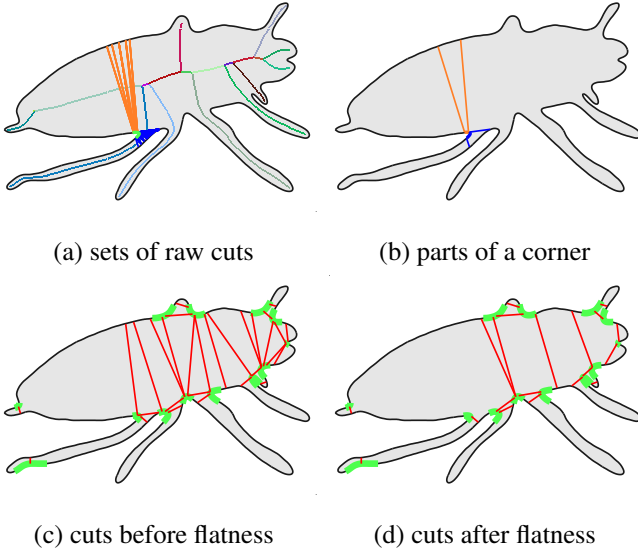 (a) sets of raw cuts
(b) parts of a corner
(c) cuts before flatness
(d) cuts after flatness